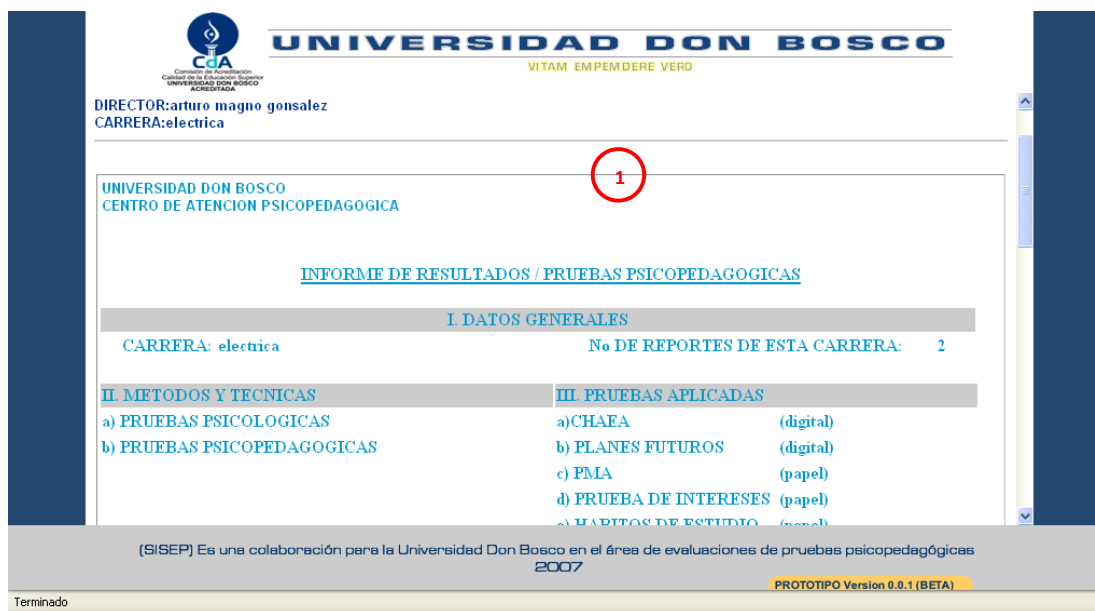 UNIVERSIDAD DON BOSCO
VITAM EMPEMDERE VERO
CdA
Comisión de Acreditación
Calidad de la Educación Superior
UNIVERSIDAD DON BOSCO
ACREDITADA
DIRECTOR:arturo magno gonsalez
CARRERA:electrica
1
UNIVERSIDAD DON BOSCO
CENTRO DE ATENCION PSICOPEDAGOGICA
INFORME DE RESULTADOS / PRUEBAS PSICOPEDAGOGICAS
I. DATOS GENERALES
CARRERA: electrica No DE REPORTES DE ESTA CARRERA: 2
II. METODOS Y TECNICAS III. PRUEBAS APLICADAS
a) PRUEBAS PSICOLOGICAS a)CHAEA (digital)
b) PRUEBAS PSICOPEDAGOGICAS b) PLANES FUTUROS (digital)
c) PMA (papel)
d) PRUEBA DE INTERESES (papel)
e) HABITOS DE ESTUDIO (papel)
(SISEP) Es una colaboración para la Universidad Don Bosco en el área de evaluaciones de pruebas psicopedagógicas
2007
PROTOTIPO Version 0.0.1 (BETA)
Terminado